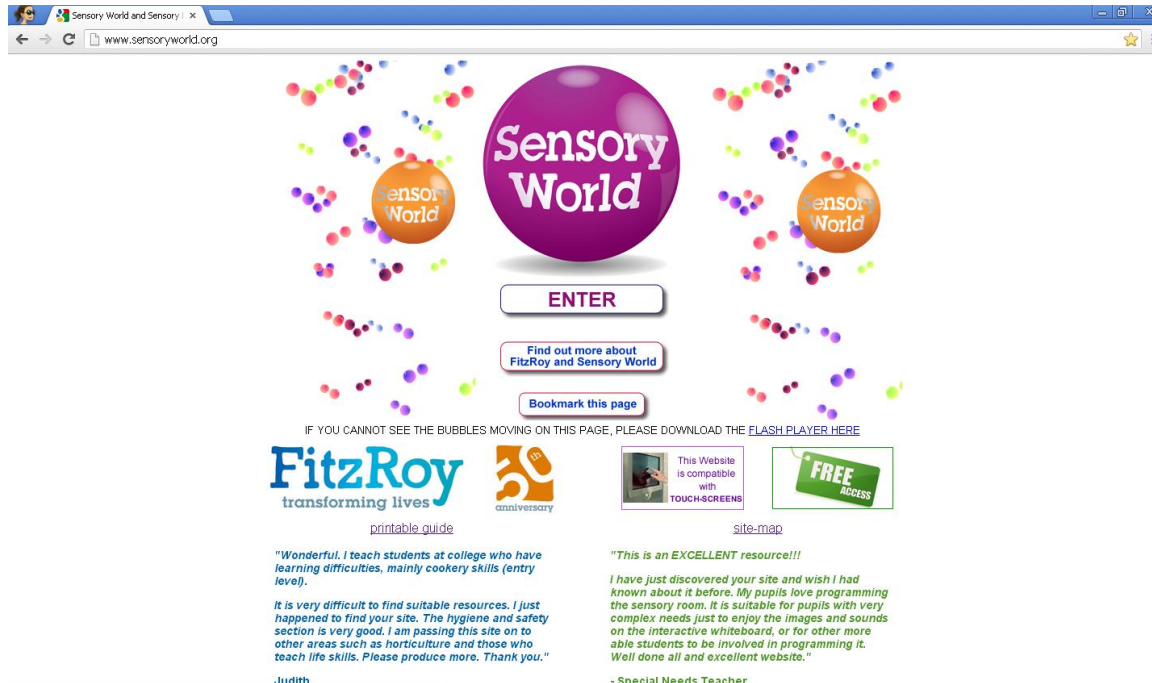 Sensory World and Sensory
www.sensoryworld.org
Sensory
World
Sensory
World
Sensory
World
ENTER
Find out more about
FitzRoy and Sensory World
Bookmark this page
IF YOU CANNOT SEE THE BUBBLES MOVING ON THIS PAGE, PLEASE DOWNLOAD THE FLASH PLAYER HERE
FitzRoy
transforming lives
50th
anniversary
This Website
is compatible
with
TOUCH-SCREENS
FREE
ACCESS
printable guide
site-map
"Wonderful. I teach students at college who have
learning difficulties, mainly cookery skills (entry
level).
It is very difficult to find suitable resources. I just
happened to find your site. The hygiene and safety
section is very good. I am passing this site on to
other areas such as horticulture and those who
teach life skills. Please produce more. Thank you."
Judith
"This is an EXCELLENT resource!!!
I have just discovered your site and wish I had
known about it before. My pupils love programming
the sensory room. It is suitable for pupils with very
complex needs just to enjoy the images and sounds
on the interactive whiteboard, or for other more
able students to be involved in programming it.
Well done all and excellent website."
- Special Needs Teacher